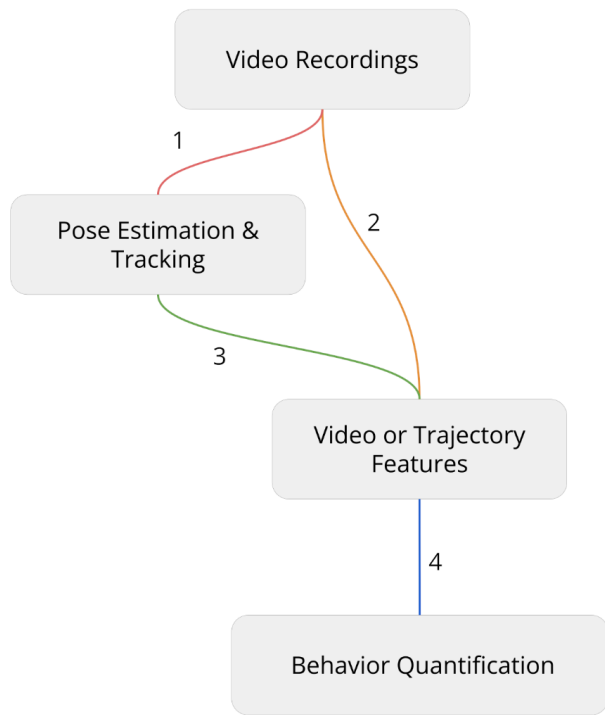 Video Recordings
1
2
Pose Estimation &
Tracking
3
Video or Trajectory
Features
4
Behavior Quantification